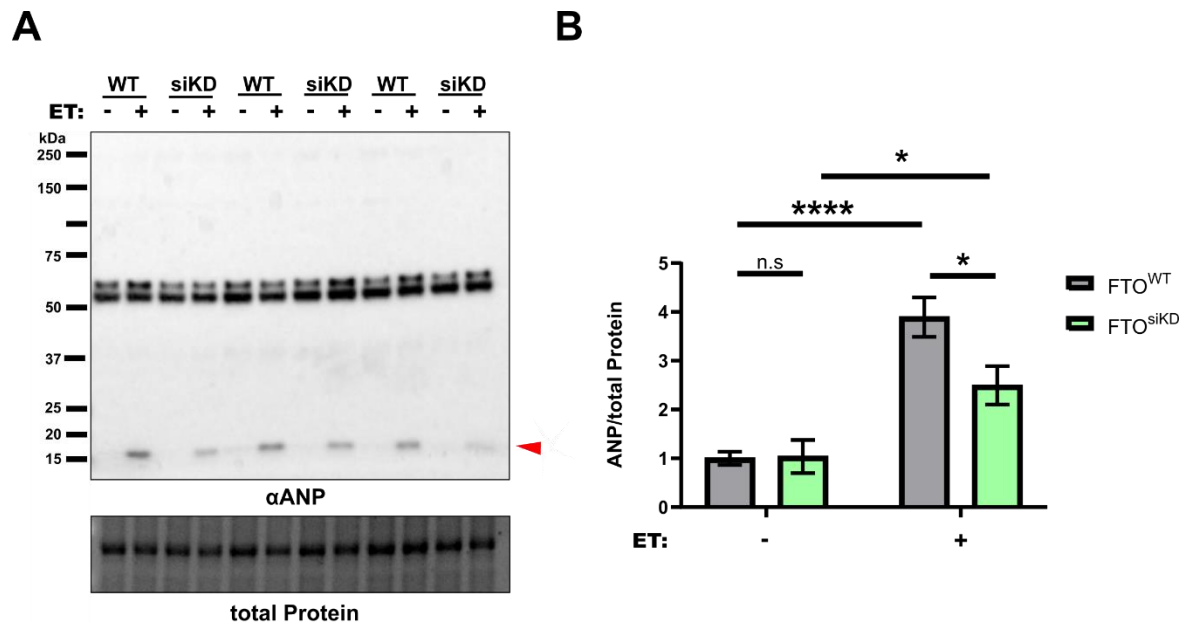 A
WT siKD WT siKD WT siKD
ET: - + - + - + - + - + - +
kDa
250
150
75
50
37
25
20
15
αANP
total Protein
B
*
****
n.s
*
FTO^WT
FTO^siKD
ANP/total Protein
5
4
3
2
1
0
ET: - +